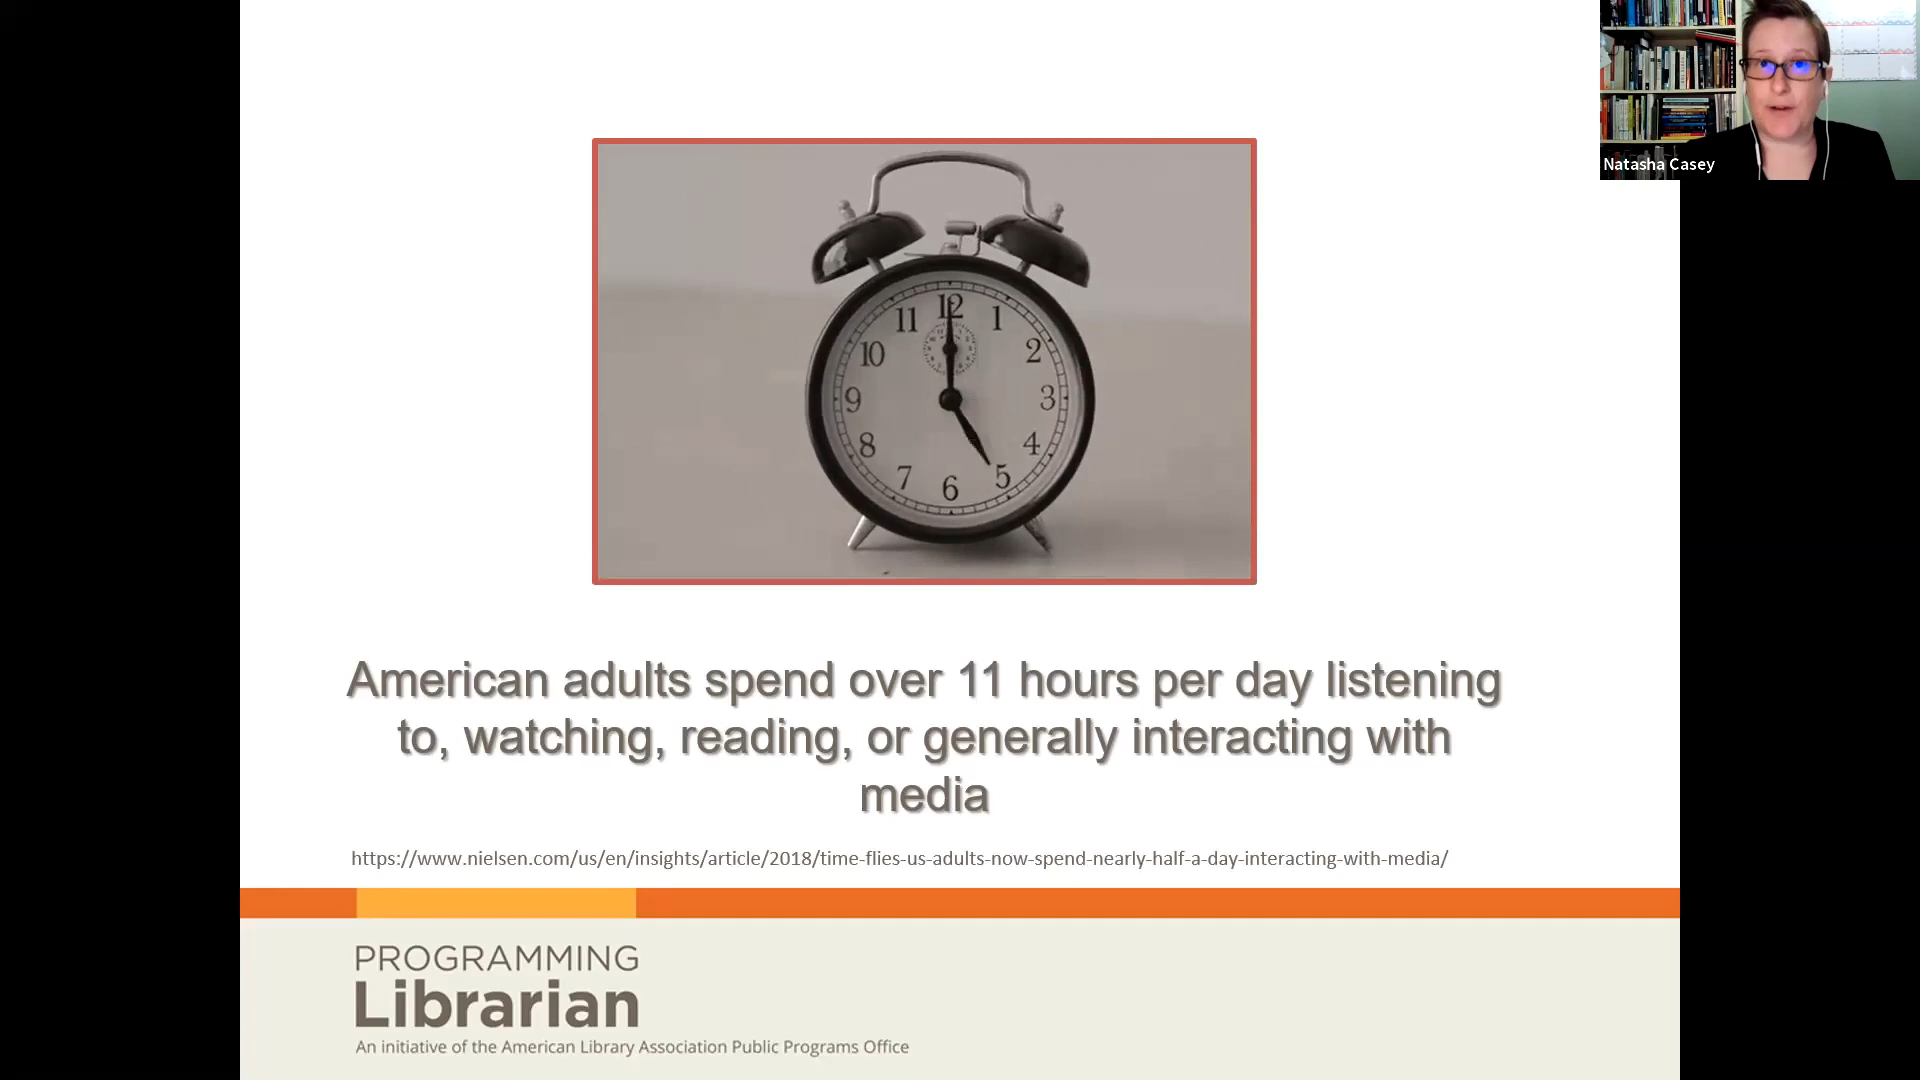 Natasha Casey
12
11
1
10
2
9
3
8
4
7
5
6
American adults spend over 11 hours per day listening
to, watching, reading, or generally interacting with
media
https://www.nielsen.com/us/en/insights/article/2018/time-flies-us-adults-now-spend-nearly-half-a-day-interacting-with-media/
PROGRAMMING
Librarian
An initiative of the American Library Association Public Programs Office